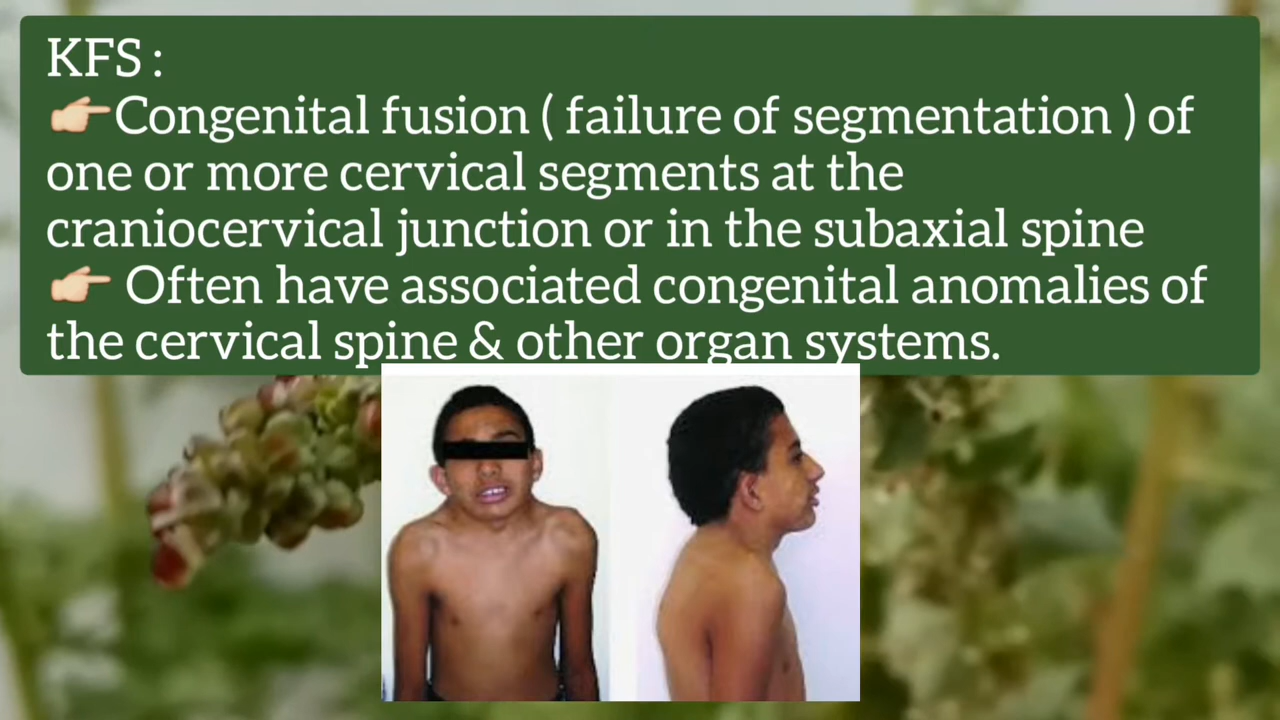 KFS :
👉🏻Congenital fusion ( failure of segmentation ) of
one or more cervical segments at the
craniocervical junction or in the subaxial spine
👉🏻 Often have associated congenital anomalies of
the cervical spine & other organ systems.